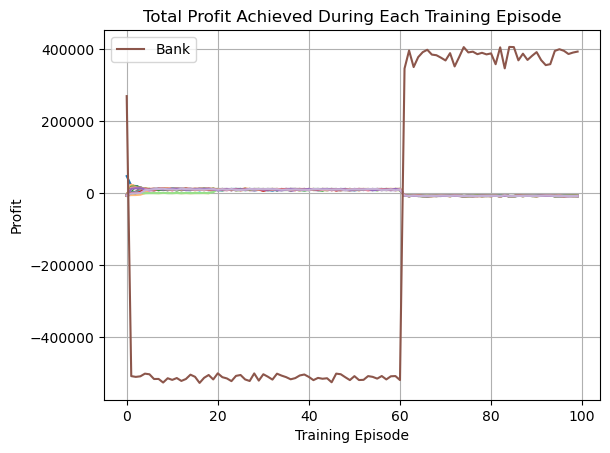 Total Profit Achieved During Each Training Episode
Bank
400000
200000
0
−200000
−400000
Profit
0
20
40
60
80
100
Training Episode